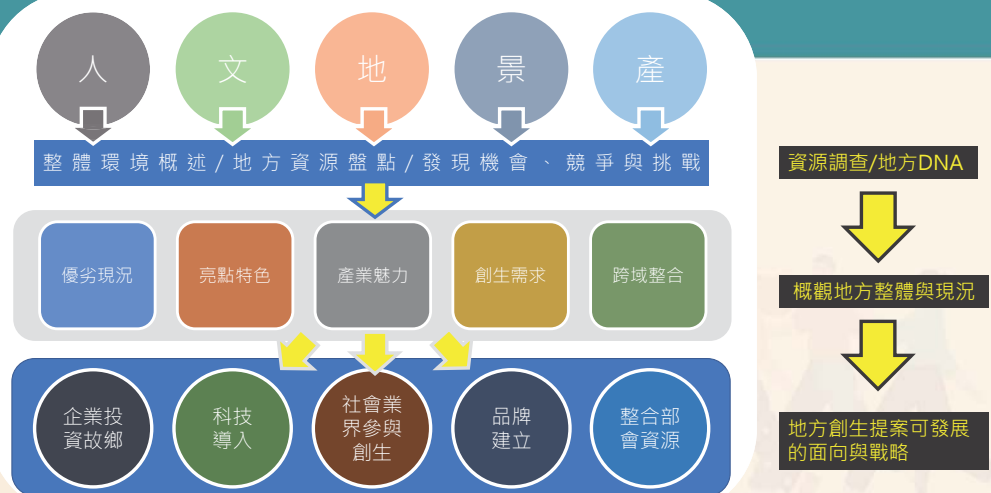 人
文
地
景
產
整體環境概述/地方資源盤點/發現機會、競爭與挑戰
優劣現況
亮點特色
產業魅力
創生需求
跨域整合
企業投
資故鄉
科技
導入
社會業
界參與
創生
品牌
建立
整合部
會資源
資源調查/地方DNA
概觀地方整體與現況
地方創生提案可發展
的面向與戰略